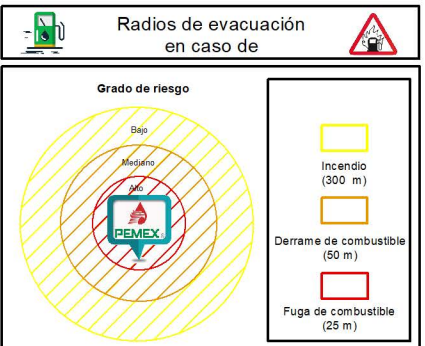 Radios de evacuación
en caso de
Grado de riesgo
Bajo
Mediano
Alto
PEMEX
Incendio
(300 m)
Derrame de combustible
(50 m)
Fuga de combustible
(25 m)